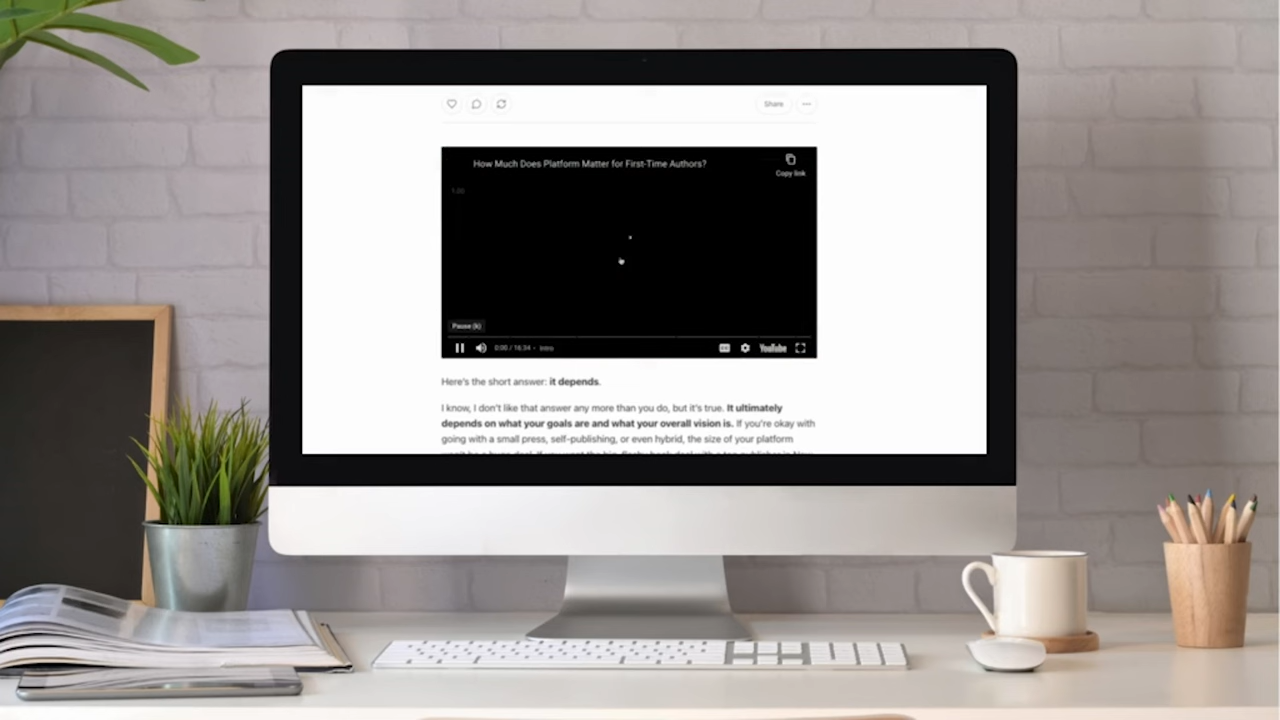 Share
How Much Does Platform Matter for First-Time Authors?
Copy link
1.00
Pause (k)
0:00 / 16:34 • Intro
CC
YouTube
Here's the short answer: it depends.
I know, I don't like that answer any more than you do, but it's true. It ultimately
depends on what your goals are and what your overall vision is. If you're okay with
going with a small press, self-publishing, or even hybrid, the size of your platform